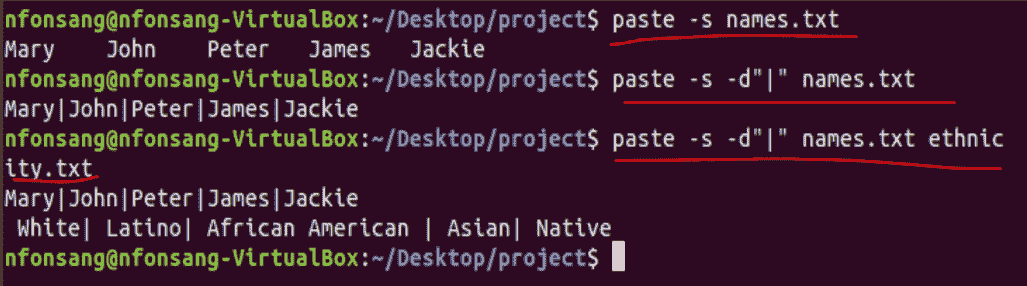 nfonsang@nfonsang-VirtualBox:~/Desktop/project$ paste -s names.txt
Mary    John    Peter   James   Jackie
nfonsang@nfonsang-VirtualBox:~/Desktop/project$ paste -s -d"|" names.txt
Mary|John|Peter|James|Jackie
nfonsang@nfonsang-VirtualBox:~/Desktop/project$ paste -s -d"|" names.txt ethnic
ity.txt
Mary|John|Peter|James|Jackie
 White| Latino| African American | Asian| Native
nfonsang@nfonsang-VirtualBox:~/Desktop/project$